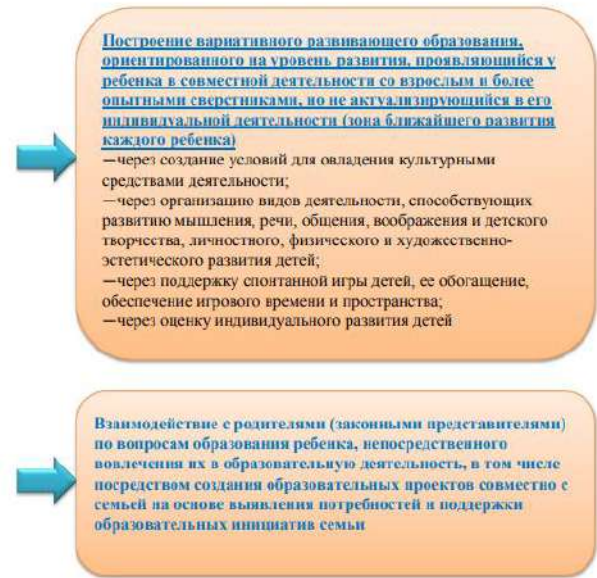 Построение вариативного развивающего образования,
ориентированного на уровень развития, проявляющийся у
ребенка в совместной деятельности со взрослым и более
опытными сверстниками, но не актуализирующийся в его
индивидуальной деятельности (зона ближайшего развития
каждого ребенка)
—через создание условий для овладения культурными
средствами деятельности;
—через организацию видов деятельности, способствующих
развитию мышления, речи, общения, воображения и детского
творчества, личностного, физического и художественно-
эстетического развития детей;
—через поддержку спонтанной игры детей, ее обогащение,
обеспечение игрового времени и пространства;
—через оценку индивидуального развития детей
Взаимодействие с родителями (законными представителями)
по вопросам образования ребенка, непосредственного
вовлечения их в образовательную деятельность, в том числе
посредством создания образовательных проектов совместно с
семьей на основе выявления потребностей и поддержки
образовательных инициатив семьи